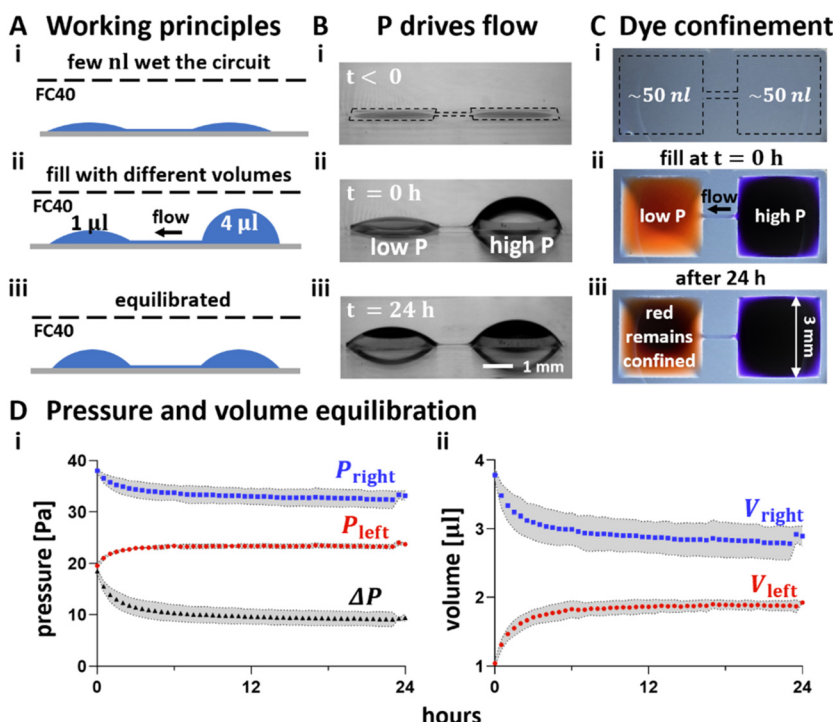 A Working principles
i
few nl wet the circuit
FC40
ii
fill with different volumes
FC40
1 μl
flow
4 μl
iii
equilibrated
FC40
B P drives flow
i
t < 0
ii
t = 0 h
low P
high P
iii
t = 24 h
1 mm
C Dye confinement
i
~50 nl
~50 nl
ii
fill at t = 0 h
flow
low P
high P
iii
after 24 h
red
remains
confined
3 mm
D Pressure and volume equilibration
i
pressure [Pa]
40
30
20
10
0
P_right
P_left
ΔP
0
12
24
ii
volume [μl]
4
3
2
1
V_right
V_left
0
12
24
hours